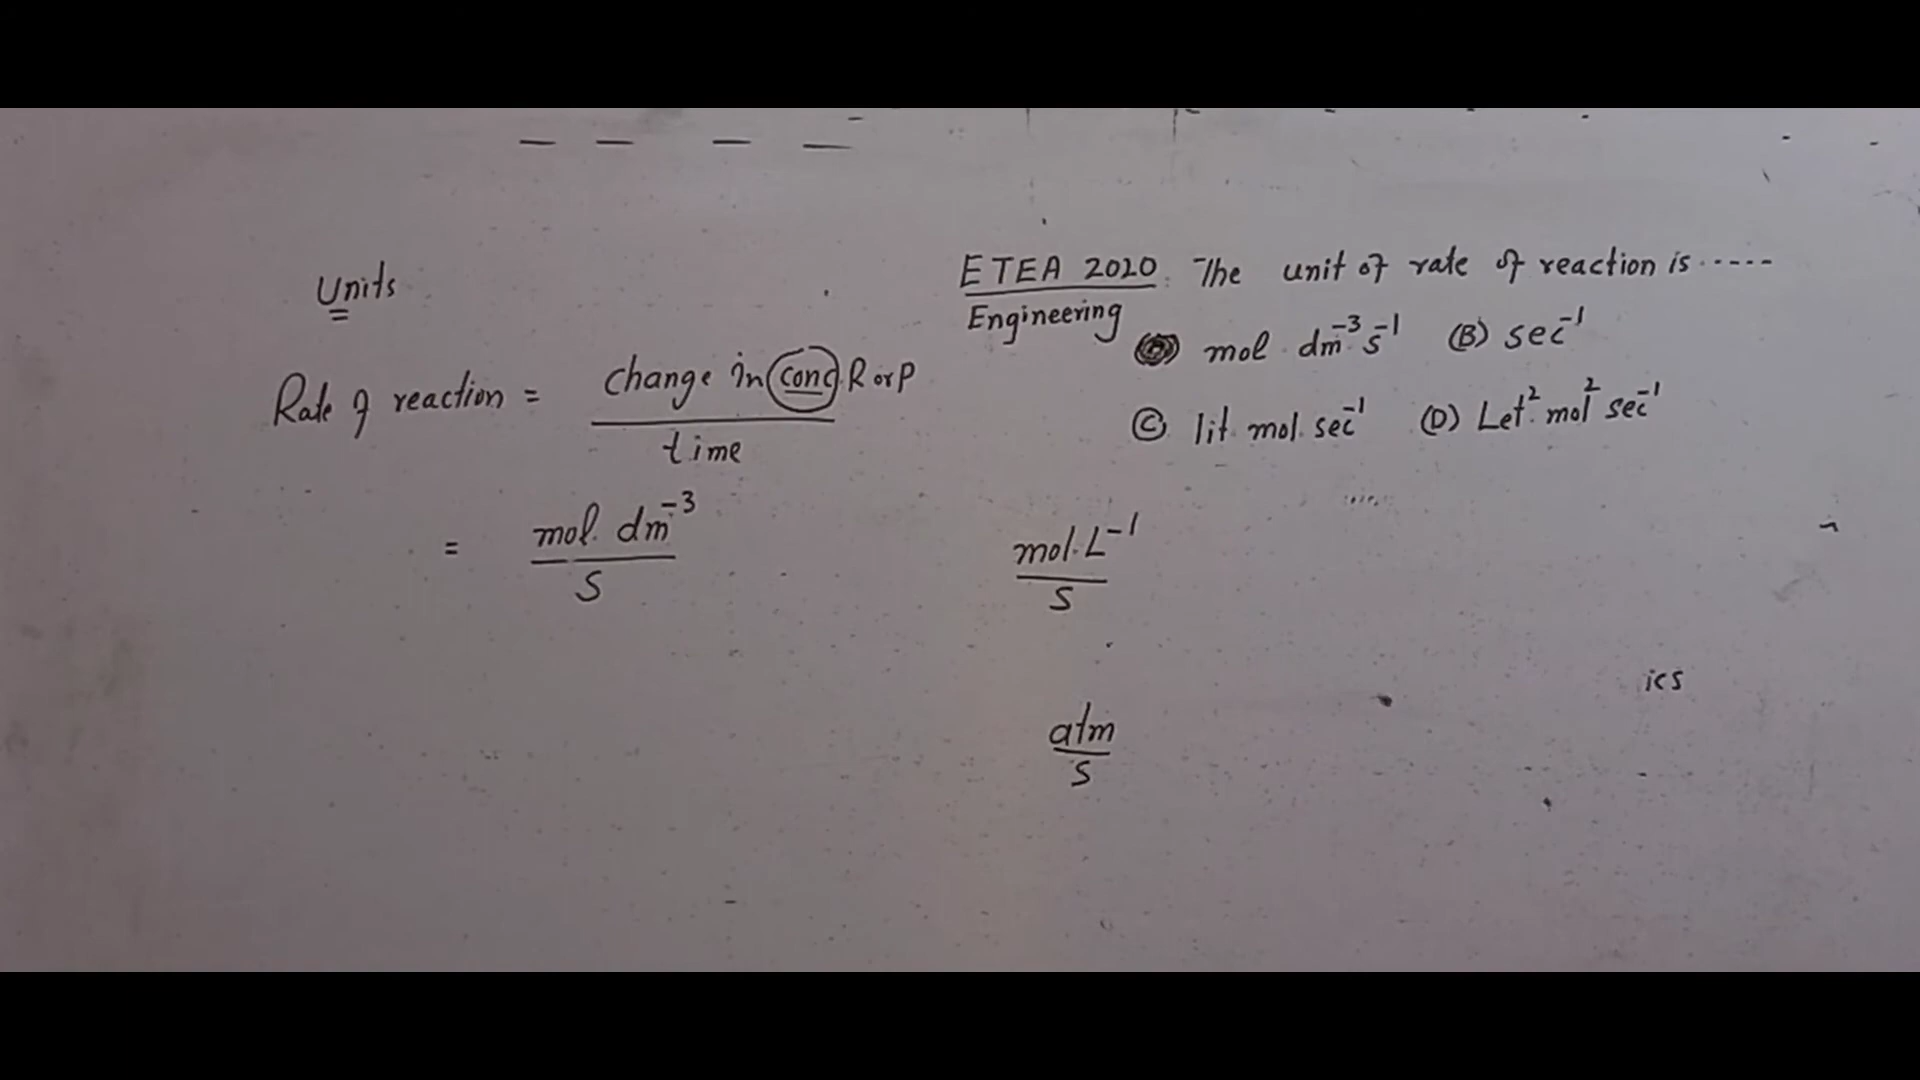 Units
Rate of reaction = change in conc R or P / time
= mol. dm⁻³ / S
ETEA 2020. The unit of rate of reaction is .....
Engineering
mol dm⁻³ s⁻¹ (B) sec⁻¹
(C) lit mol. sec⁻¹ (D) Let² mol² sec⁻¹
mol. L⁻¹ / S
ics
atm / s